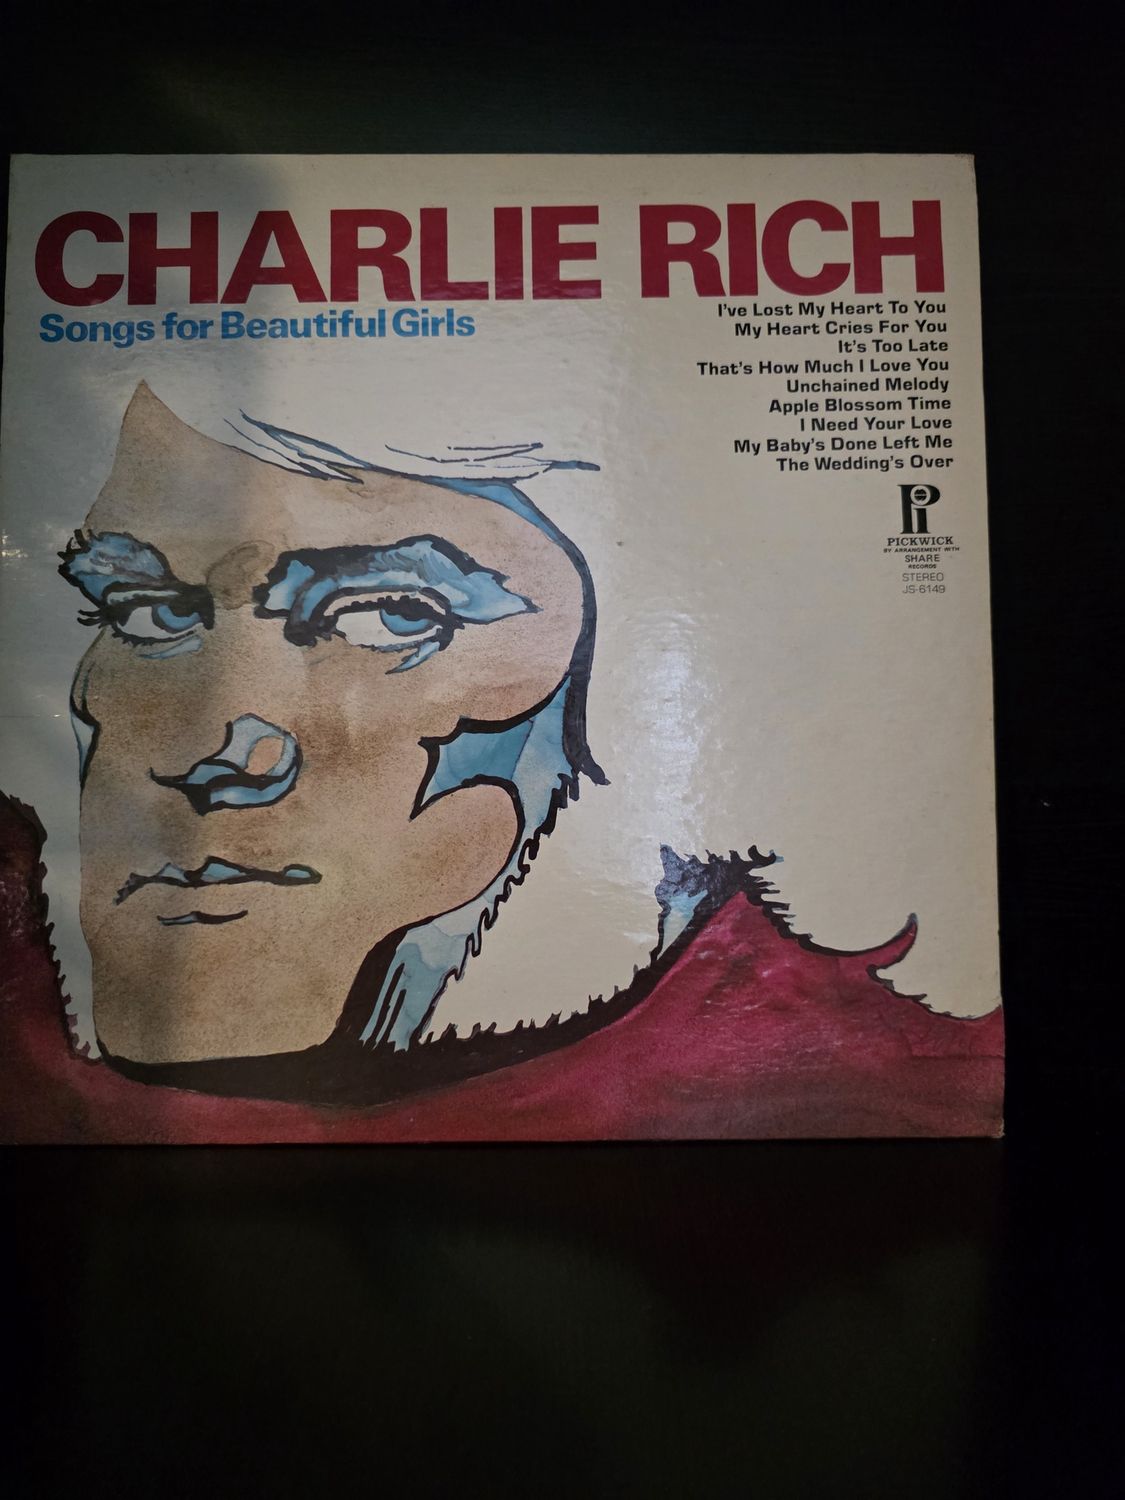 CHARLIE RICH
Songs for Beautiful Girls
I've Lost My Heart To You
My Heart Cries For You
It's Too Late
That's How Much I Love You
Unchained Melody
Apple Blossom Time
I Need Your Love
My Baby's Done Left Me
The Wedding's Over
Pi
PICKWICK
BY ARRANGEMENT WITH
SHARE
RECORDS
STEREO
JS-6149